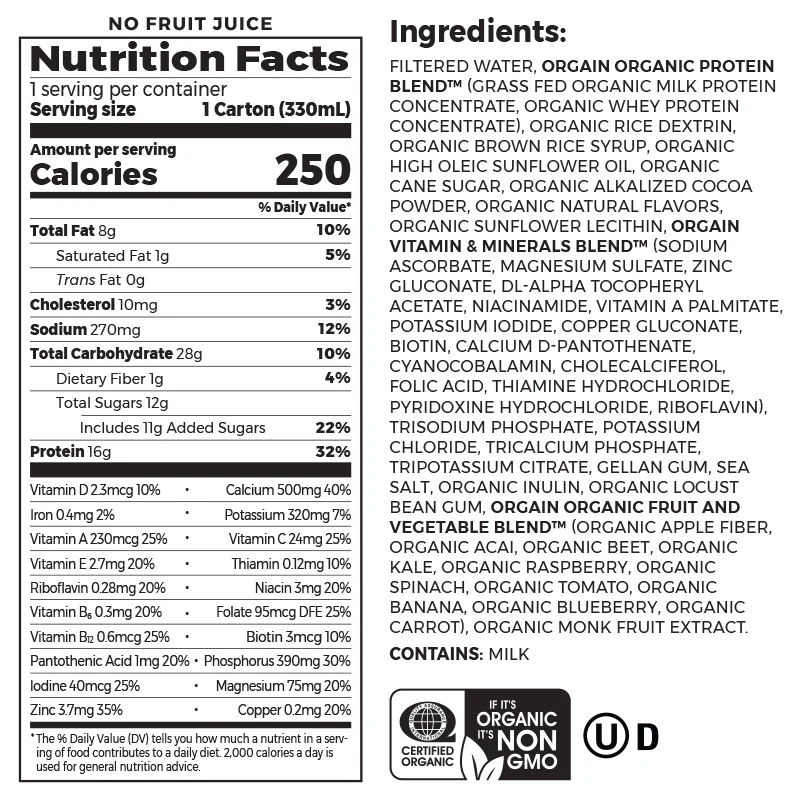 NO FRUIT JUICE
Nutrition Facts
1 serving per container
Serving size 1 Carton (330mL)
Amount per serving
Calories 250
% Daily Value*
Total Fat 8g 10%
Saturated Fat 1g 5%
Trans Fat 0g
Cholesterol 10mg 3%
Sodium 270mg 12%
Total Carbohydrate 28g 10%
Dietary Fiber 1g 4%
Total Sugars 12g
Includes 11g Added Sugars 22%
Protein 16g 32%
Vitamin D 2.3mcg 10% • Calcium 500mg 40%
Iron 0.4mg 2% • Potassium 320mg 7%
Vitamin A 230mcg 25% • Vitamin C 24mg 25%
Vitamin E 2.7mg 20% • Thiamin 0.12mg 10%
Riboflavin 0.28mg 20% • Niacin 3mg 20%
Vitamin B₆ 0.3mg 20% • Folate 95mcg DFE 25%
Vitamin B₁₂ 0.6mcg 25% • Biotin 3mcg 10%
Pantothenic Acid 1mg 20% • Phosphorus 390mg 30%
Iodine 40mcg 25% • Magnesium 75mg 20%
Zinc 3.7mg 35% • Copper 0.2mg 20%
*The % Daily Value (DV) tells you how much a nutrient in a serv-
ing of food contributes to a daily diet. 2,000 calories a day is
used for general nutrition advice.
Ingredients:
FILTERED WATER, ORGAIN ORGANIC PROTEIN
BLEND™ (GRASS FED ORGANIC MILK PROTEIN
CONCENTRATE, ORGANIC WHEY PROTEIN
CONCENTRATE), ORGANIC RICE DEXTRIN,
ORGANIC BROWN RICE SYRUP, ORGANIC
HIGH OLEIC SUNFLOWER OIL, ORGANIC
CANE SUGAR, ORGANIC ALKALIZED COCOA
POWDER, ORGANIC NATURAL FLAVORS,
ORGANIC SUNFLOWER LECITHIN, ORGAIN
VITAMIN & MINERALS BLEND™ (SODIUM
ASCORBATE, MAGNESIUM SULFATE, ZINC
GLUCONATE, DL-ALPHA TOCOPHERYL
ACETATE, NIACINAMIDE, VITAMIN A PALMITATE,
POTASSIUM IODIDE, COPPER GLUCONATE,
BIOTIN, CALCIUM D-PANTOTHENATE,
CYANOCOBALAMIN, CHOLECALCIFEROL,
FOLIC ACID, THIAMINE HYDROCHLORIDE,
PYRIDOXINE HYDROCHLORIDE, RIBOFLAVIN),
TRISODIUM PHOSPHATE, POTASSIUM
CHLORIDE, TRICALCIUM PHOSPHATE,
TRIPOTASSIUM CITRATE, GELLAN GUM, SEA
SALT, ORGANIC INULIN, ORGANIC LOCUST
BEAN GUM, ORGAIN ORGANIC FRUIT AND
VEGETABLE BLEND™ (ORGANIC APPLE FIBER,
ORGANIC ACAI, ORGANIC BEET, ORGANIC
KALE, ORGANIC RASPBERRY, ORGANIC
SPINACH, ORGANIC TOMATO, ORGANIC
BANANA, ORGANIC BLUEBERRY, ORGANIC
CARROT), ORGANIC MONK FRUIT EXTRACT.
CONTAINS: MILK
CERTIFIED
ORGANIC
IF IT'S
ORGANIC
IT'S NON
GMO
U D